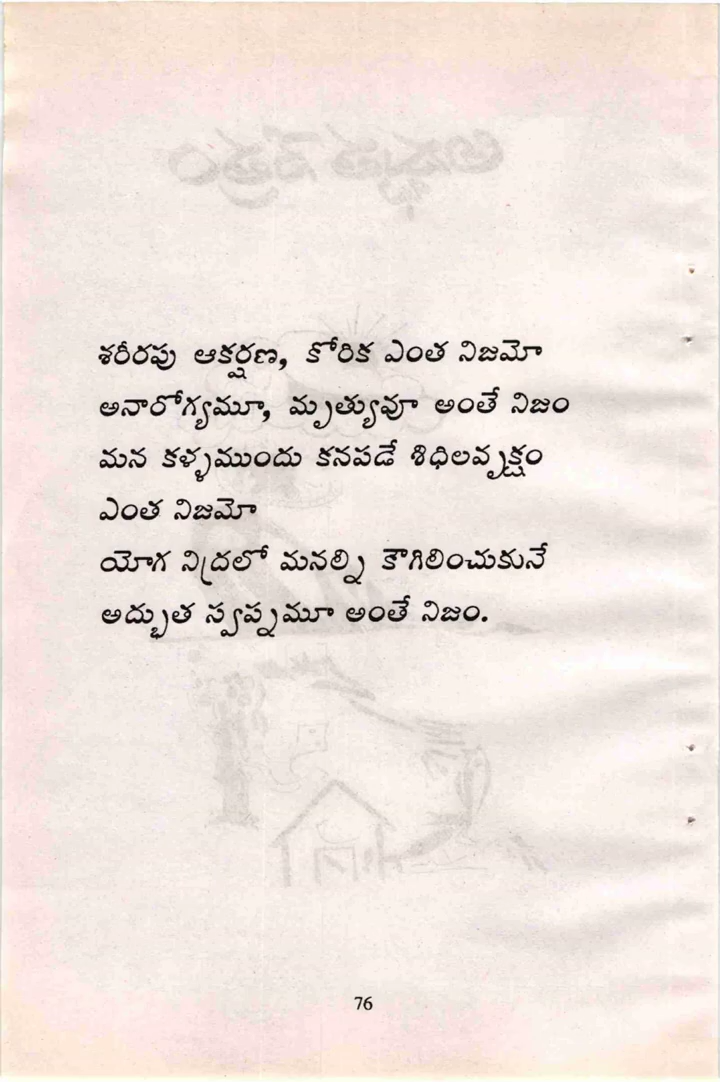 శరీరపు ఆకర్షణ, కోరిక ఎంత నిజమో
అనారోగ్యమూ, మృత్యువూ అంతే నిజం
మన కళ్ళముందు కనపడే శిధిలవృక్షం
ఎంత నిజమో
యోగ నిద్రలో మనల్ని కౌగిలించుకునే
అద్భుత స్వప్నమూ అంతే నిజం.
76